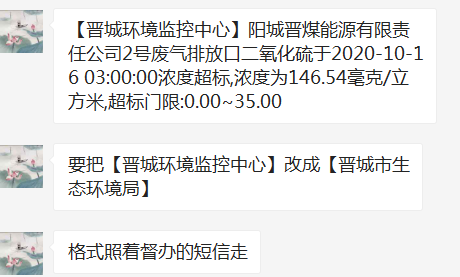 【晋城环境监控中心】阳城晋煤能源有限责
任公司2号废气排放口二氧化硫于2020-10-1
6 03:00:00浓度超标,浓度为146.54毫克/立
方米,超标门限:0.00~35.00
要把【晋城环境监控中心】改成【晋城市生
态环境局】
格式照着督办的短信走